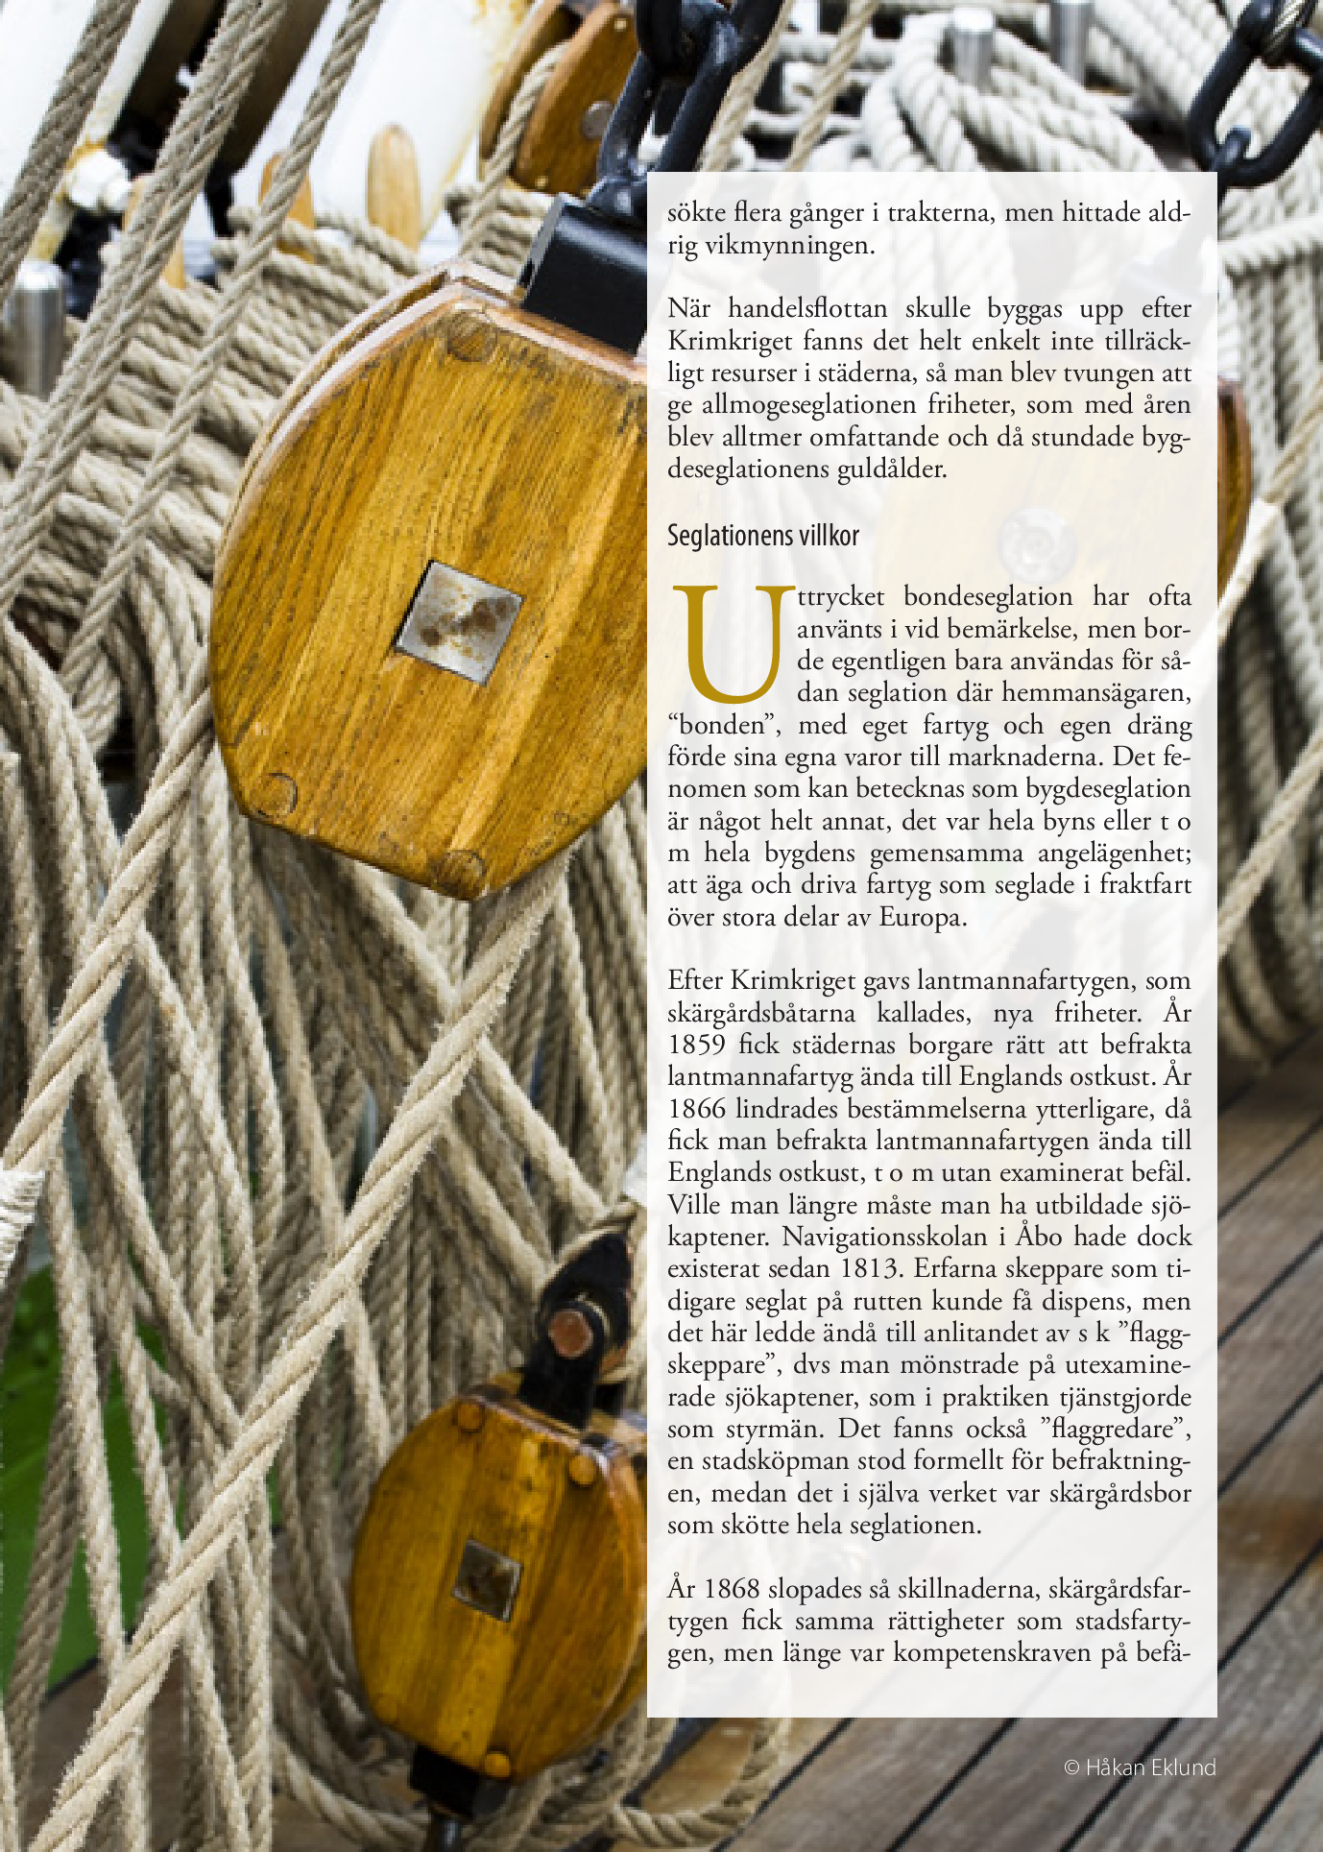 sökte flera gånger i trakterna, men hittade ald-
rig vikmynningen.
När handelsflottan skulle byggas upp efter
Krimkriget fanns det helt enkelt inte tillräck-
ligt resurser i städerna, så man blev tvungen att
ge allmogeseglationen friheter, som med åren
blev alltmer omfattande och då stundade byg-
deseglationens guldålder.
Seglationens villkor
Uttrycket bondeseglation har ofta
använts i vid bemärkelse, men bor-
de egentligen bara användas för så-
dan seglation där hemmansägaren,
“bonden”, med eget fartyg och egen dräng
förde sina egna varor till marknaderna. Det fe-
nomen som kan betecknas som bygdeseglation
är något helt annat, det var hela byns eller t o
m hela bygdens gemensamma angelägenhet;
att äga och driva fartyg som seglade i fraktfart
över stora delar av Europa.
Efter Krimkriget gavs lantmannafartygen, som
skärgårdsbåtarna kallades, nya friheter. År
1859 fick städernas borgare rätt att befrakta
lantmannafartyg ända till Englands ostkust. År
1866 lindrades bestämmelserna ytterligare, då
fick man befrakta lantmannafartygen ända till
Englands ostkust, t o m utan examinerat befäl.
Ville man längre måste man ha utbildade sjö-
kaptener. Navigationsskolan i Åbo hade dock
existerat sedan 1813. Erfarna skeppare som ti-
digare seglat på rutten kunde få dispens, men
det här ledde ändå till anlitandet av s k ”flagg-
skeppare”, dvs man mönstrade på utexamine-
rade sjökaptener, som i praktiken tjänstgjorde
som styrmän. Det fanns också ”flaggredare”,
en stadsköpman stod formellt för befraktning-
en, medan det i själva verket var skärgårdsbor
som skötte hela seglationen.
År 1868 slopades så skillnaderna, skärgårdsfar-
tygen fick samma rättigheter som stadsfarty-
gen, men länge var kompetenskraven på befä-
© Håkan Eklund